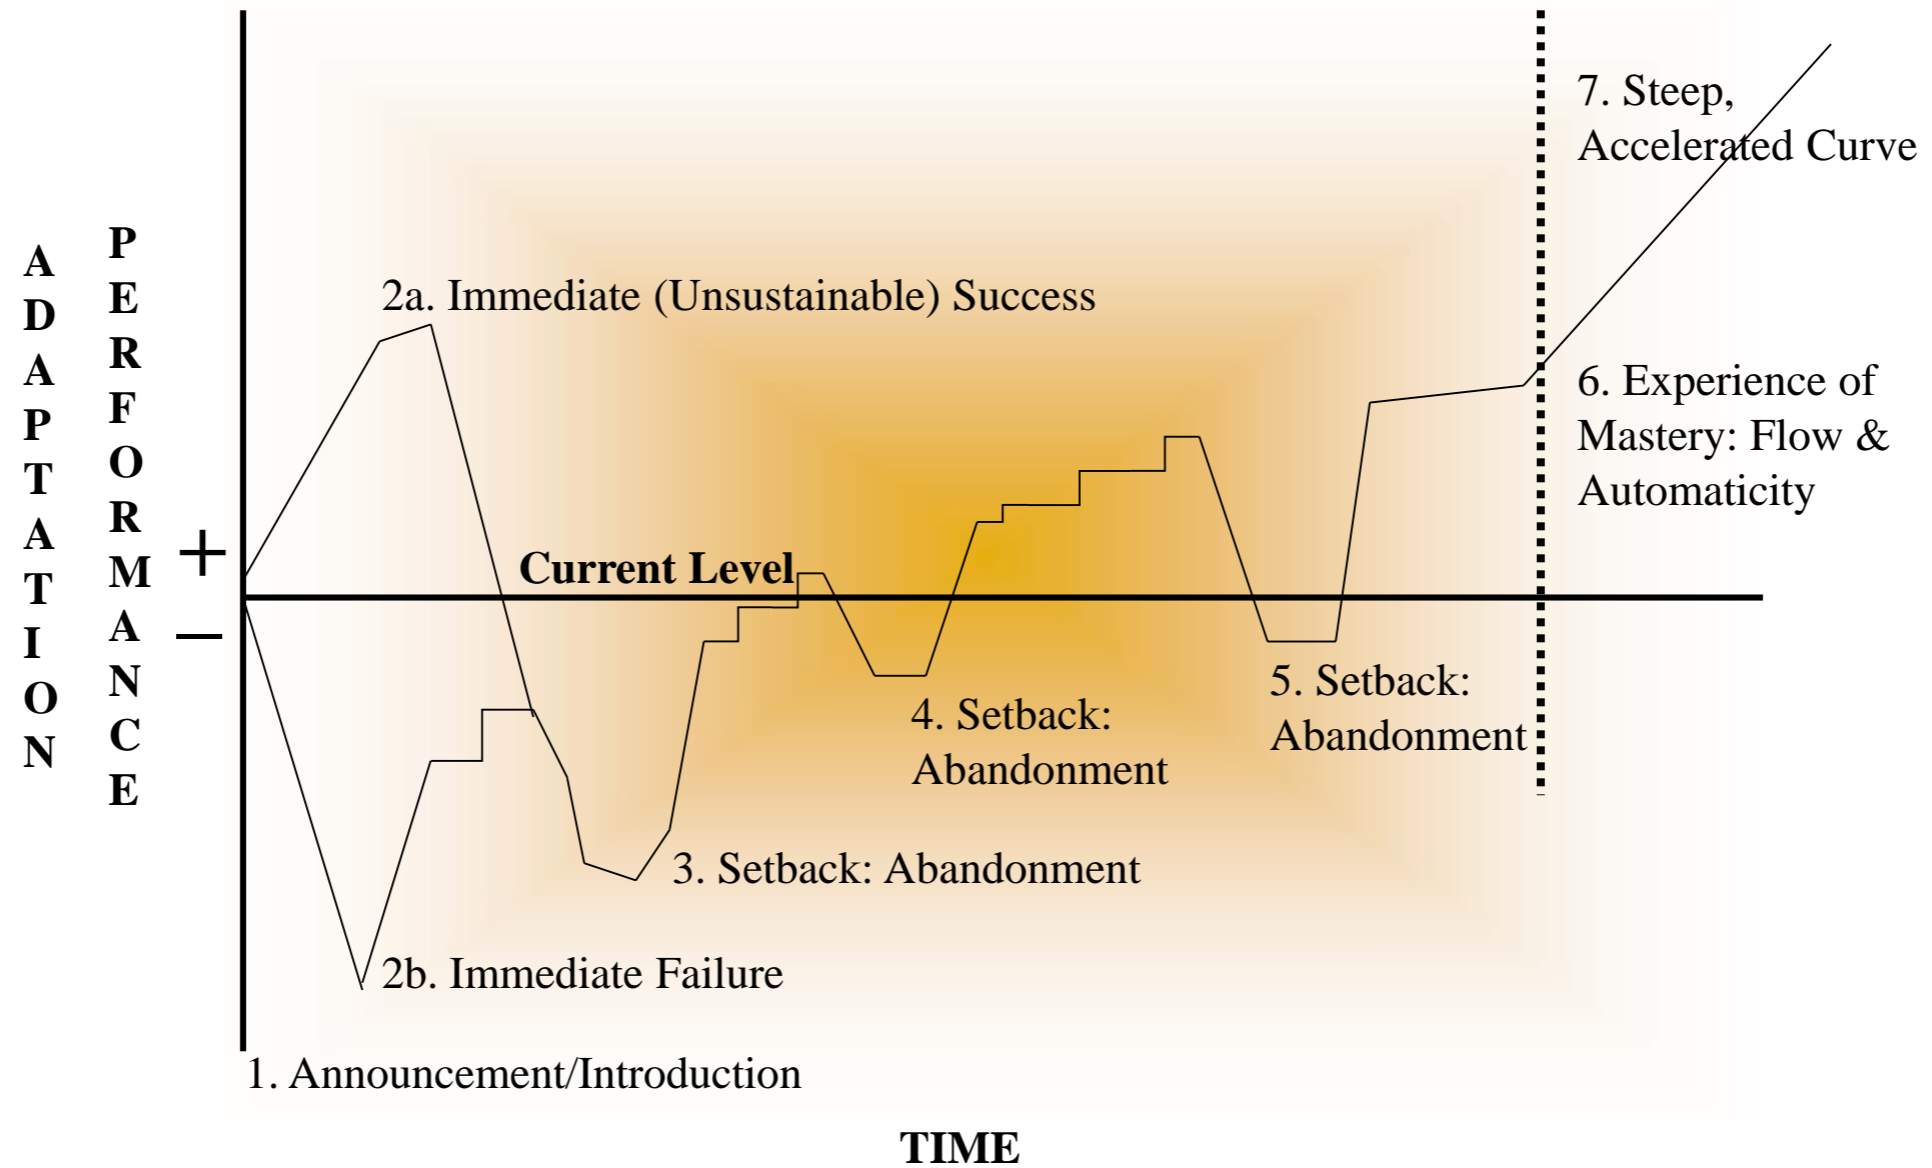 ADAPTATION
PERFORMANCE
+
–
2a. Immediate (Unsustainable) Success
Current Level
2b. Immediate Failure
3. Setback: Abandonment
4. Setback:
Abandonment
5. Setback:
Abandonment
7. Steep,
Accelerated Curve
6. Experience of
Mastery: Flow &
Automaticity
1. Announcement/Introduction
TIME